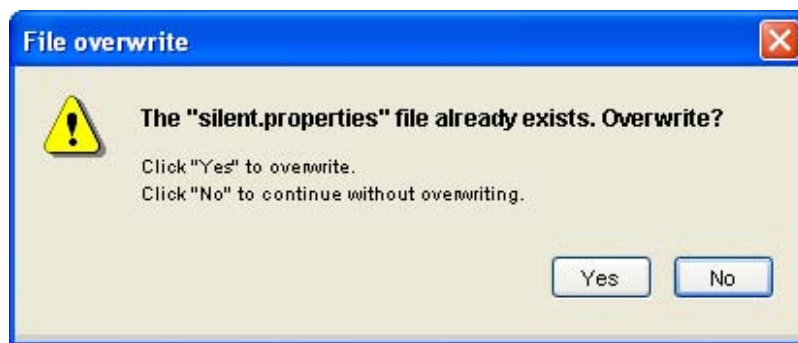 File overwrite
The "silent.properties" file already exists. Overwrite?
Click "Yes" to overwrite.
Click "No" to continue without overwriting.
Yes No